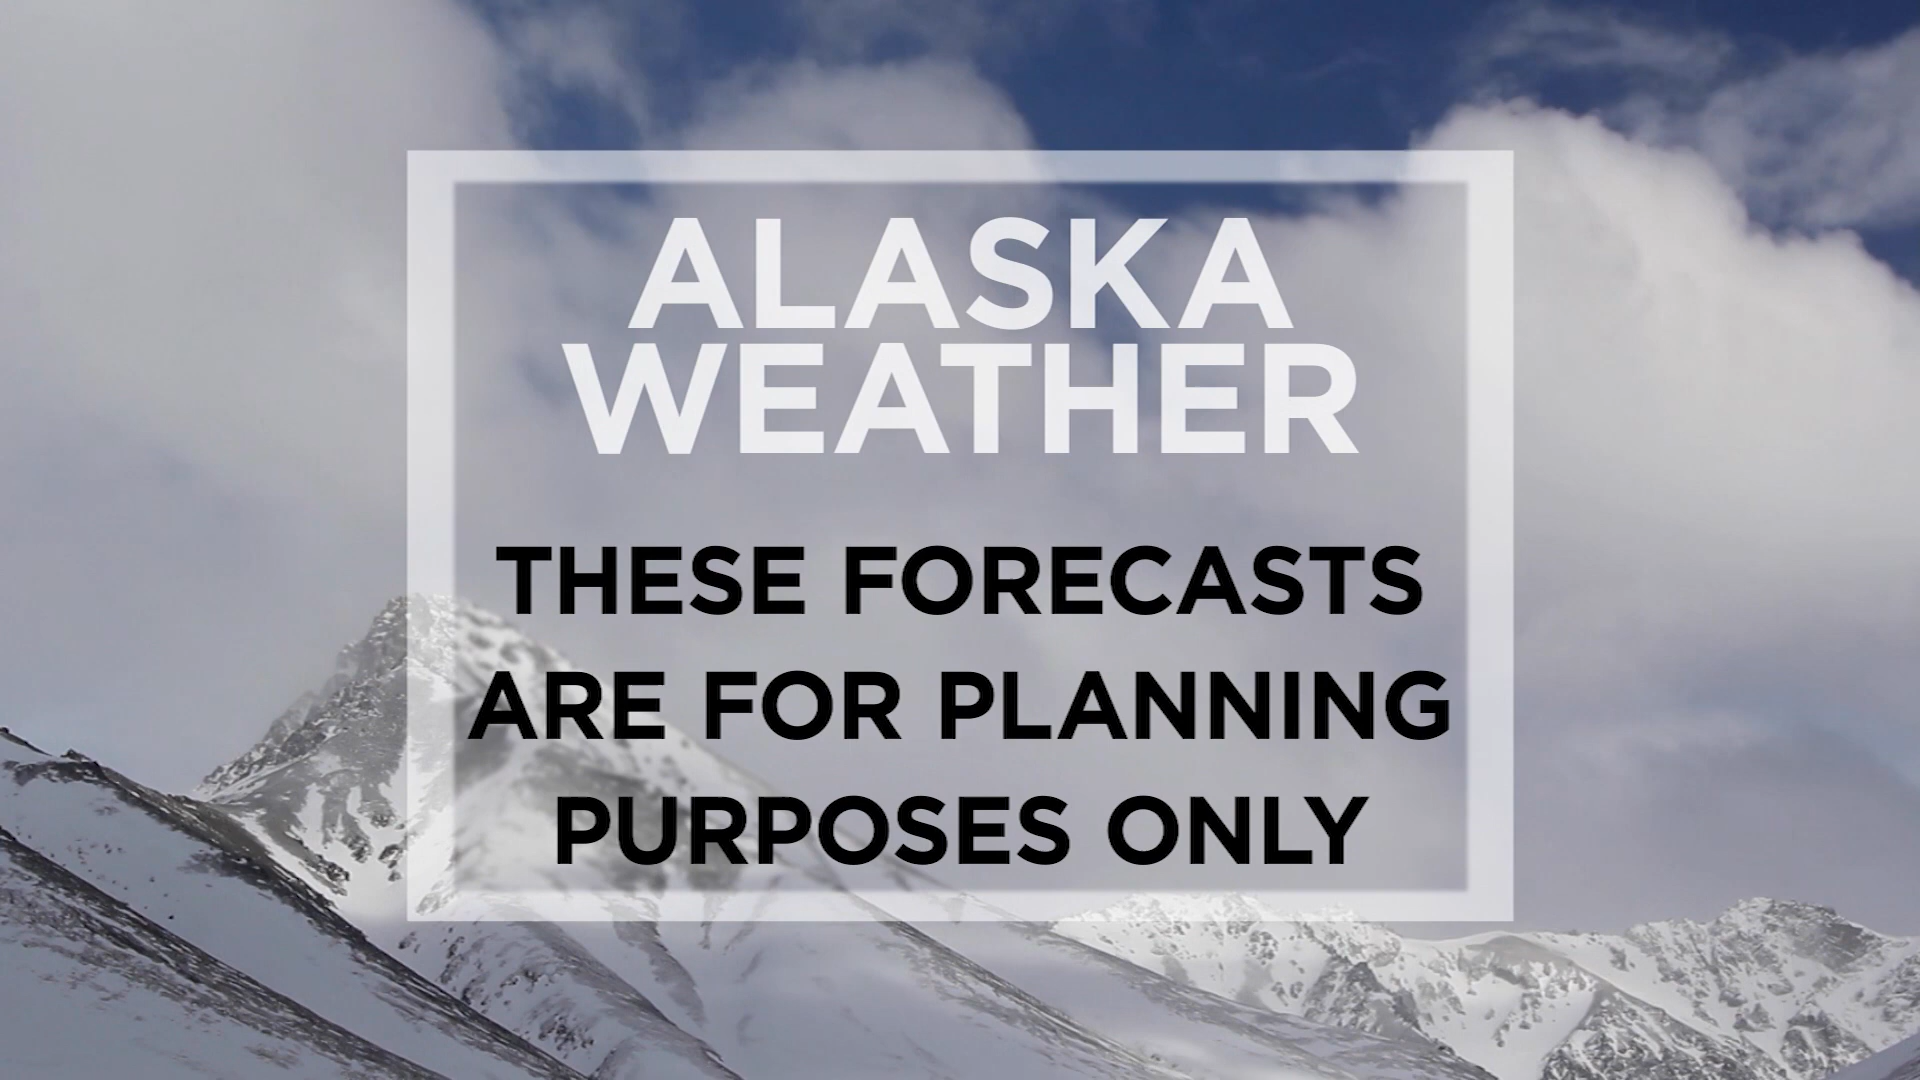 ALASKA
WEATHER
THESE FORECASTS
ARE FOR PLANNING
PURPOSES ONLY